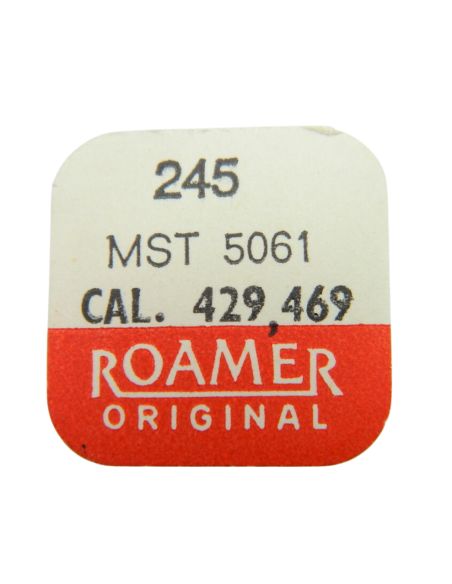 245
MST 5061
CAL. 429,469
ROAMER
ORIGINAL